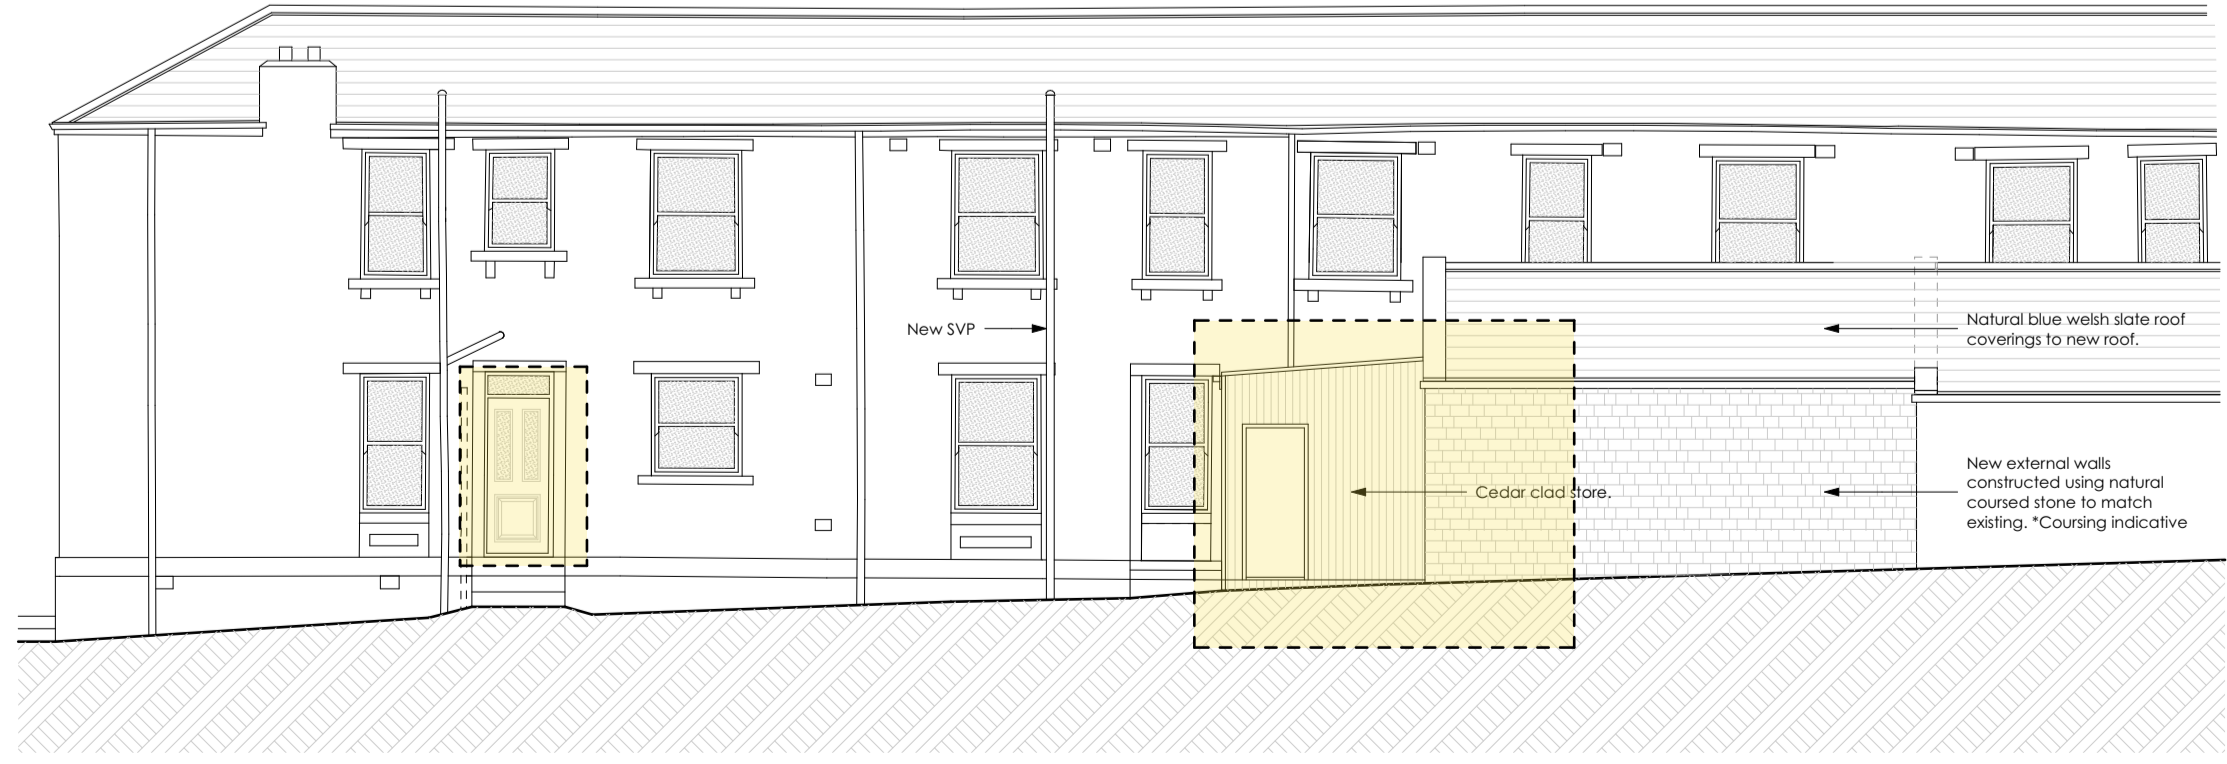 New SVP
Natural blue welsh slate roof
coverings to new roof.
Cedar clad store.
New external walls
constructed using natural
coursed stone to match
existing. *Coursing indicative